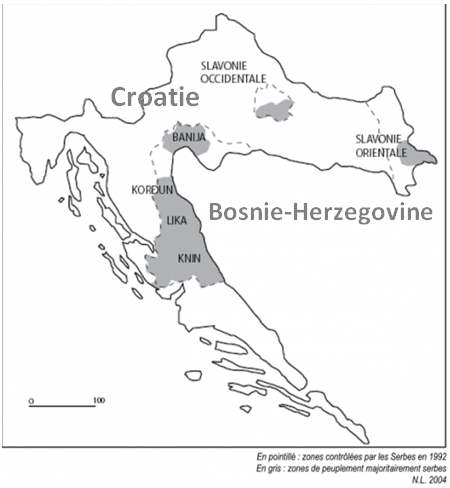 SLAVONIE
OCCIDENTALE
Croatie
BANIJA
SLAVONIE
ORIENTALE
KORDUN
Bosnie-Herzegovine
LIKA
KNIN
0 100
En pointillé : zones contrôlées par les Serbes en 1992
En gris : zones de peuplement majoritairement serbes
N.L. 2004